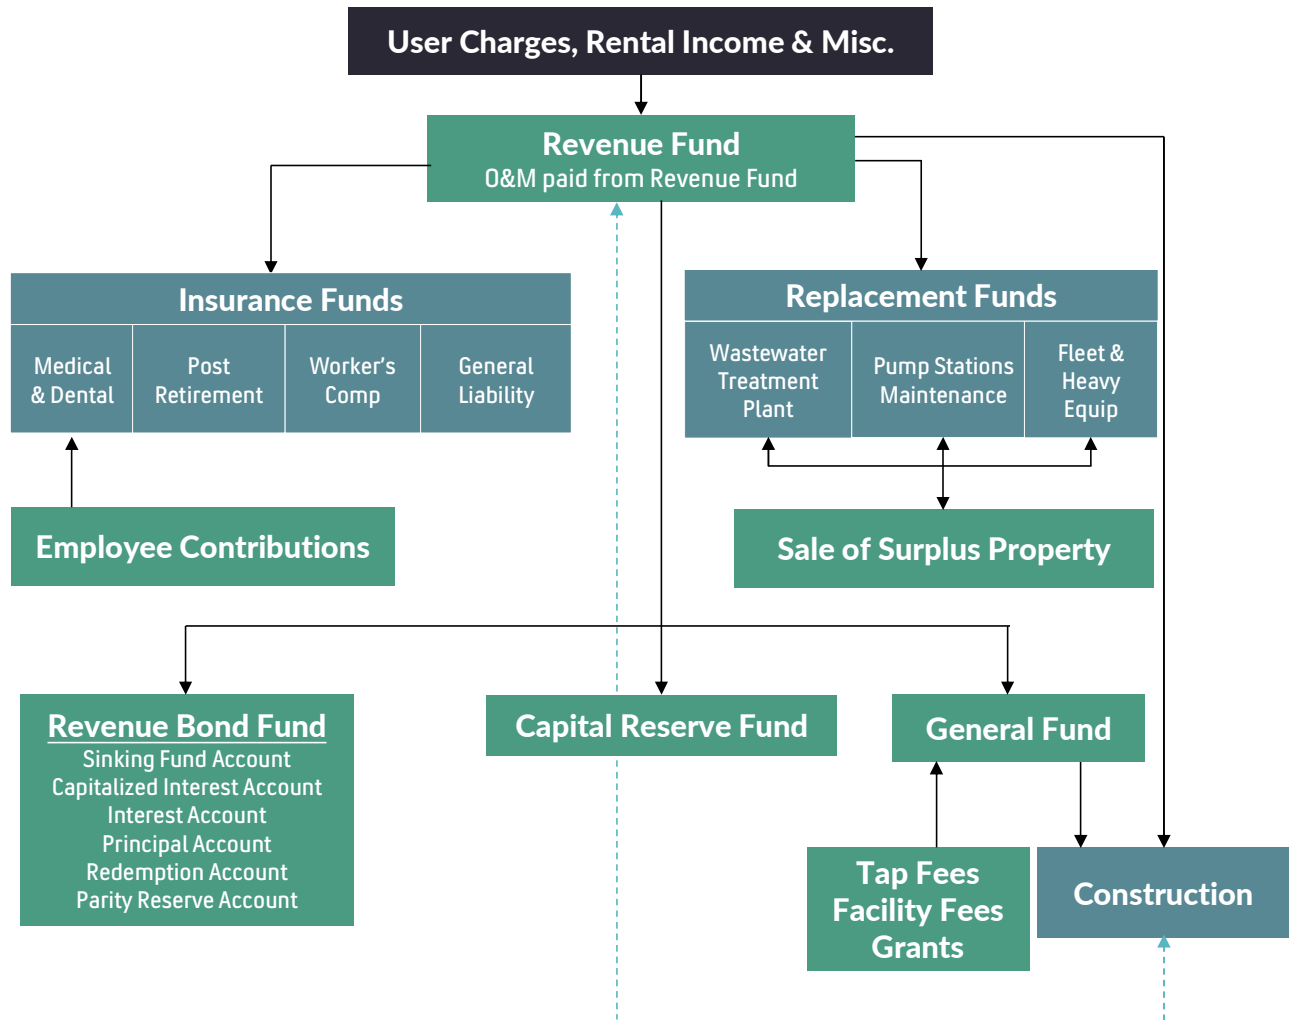 User Charges, Rental Income & Misc.
Revenue Fund
O&M paid from Revenue Fund
Insurance Funds
Medical
& Dental
Post
Retirement
Worker's
Comp
General
Liability
Replacement Funds
Wastewater
Treatment
Plant
Pump Stations
Maintenance
Fleet &
Heavy
Equip
Employee Contributions
Sale of Surplus Property
Revenue Bond Fund
Sinking Fund Account
Capitalized Interest Account
Interest Account
Principal Account
Redemption Account
Parity Reserve Account
Capital Reserve Fund
General Fund
Tap Fees
Facility Fees
Grants
Construction